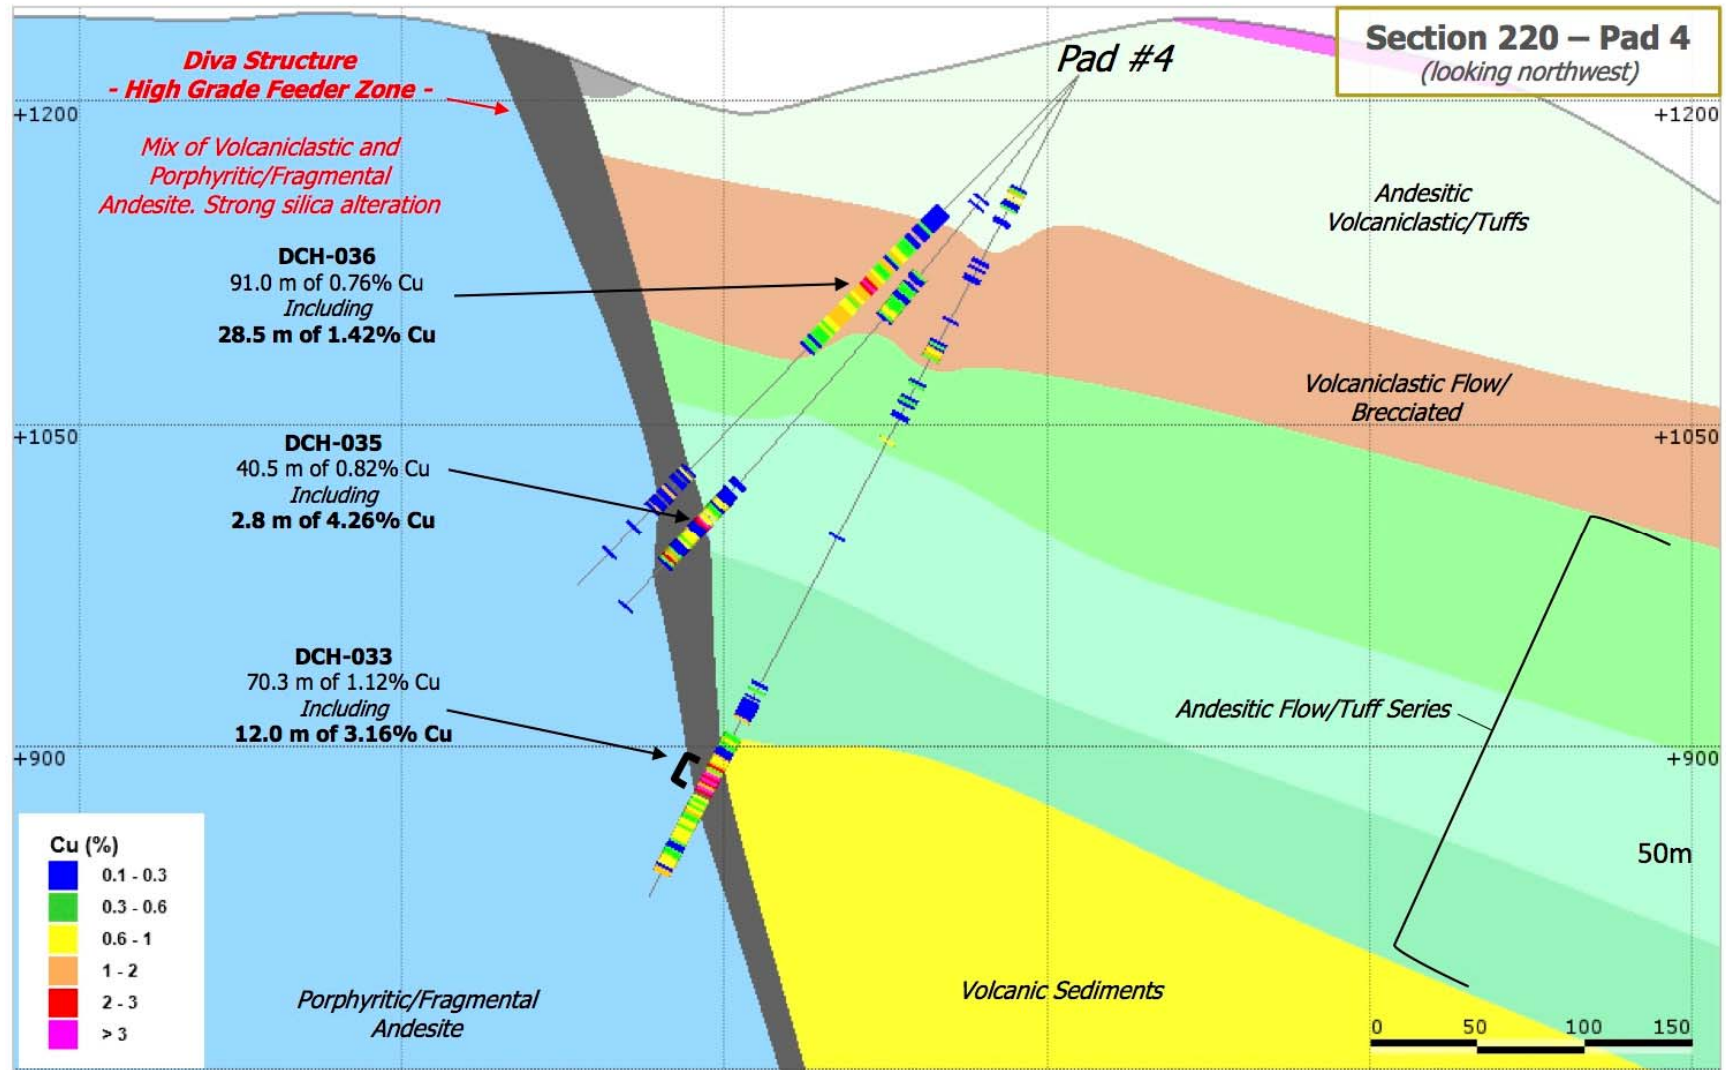 Section 220 – Pad 4
(looking northwest)
Pad #4
Diva Structure
- High Grade Feeder Zone -
Mix of Volcaniclastic and
Porphyritic/Fragmental
Andesite. Strong silica alteration
+1200
+1200
Andesitic
Volcaniclastic/Tuffs
DCH-036
91.0 m of 0.76% Cu
Including
28.5 m of 1.42% Cu
Volcaniclastic Flow/
Brecciated
+1050
+1050
DCH-035
40.5 m of 0.82% Cu
Including
2.8 m of 4.26% Cu
DCH-033
70.3 m of 1.12% Cu
Including
12.0 m of 3.16% Cu
Andesitic Flow/Tuff Series
+900
+900
50m
Cu (%)
0.1 - 0.3
0.3 - 0.6
0.6 - 1
1 - 2
2 - 3
> 3
Porphyritic/Fragmental
Andesite
Volcanic Sediments
0 50 100 150